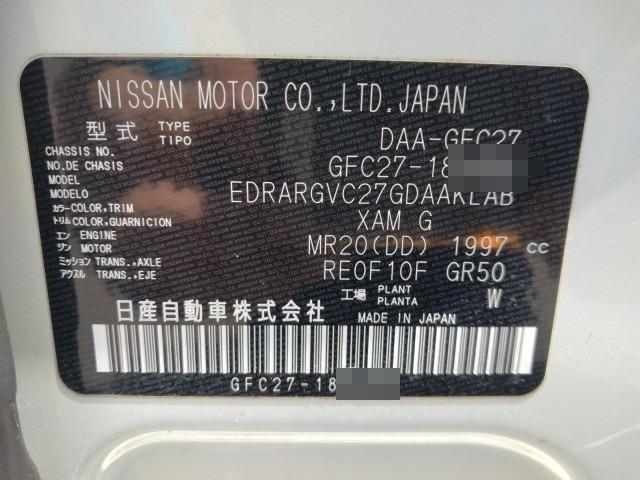 NISSAN MOTOR CO.,LTD.JAPAN
型式 TYPE TIPO DAA-GFC27
CHASSIS NO.
NO.DE CHASIS GFC27-18
MODEL
MODELO EDRARGVC27GDAAKLAB
カラー COLOR,TRIM
トリム COLOR,GUARNICION XAM G
エン ENGINE
ジン MOTOR MR20(DD) 1997 cc
ミッション TRANS.,AXLE
アクスル TRANS.,EJE RE0F10F GR50
工場 PLANT PLANTA W
日産自動車株式会社 MADE IN JAPAN
GFC27-18